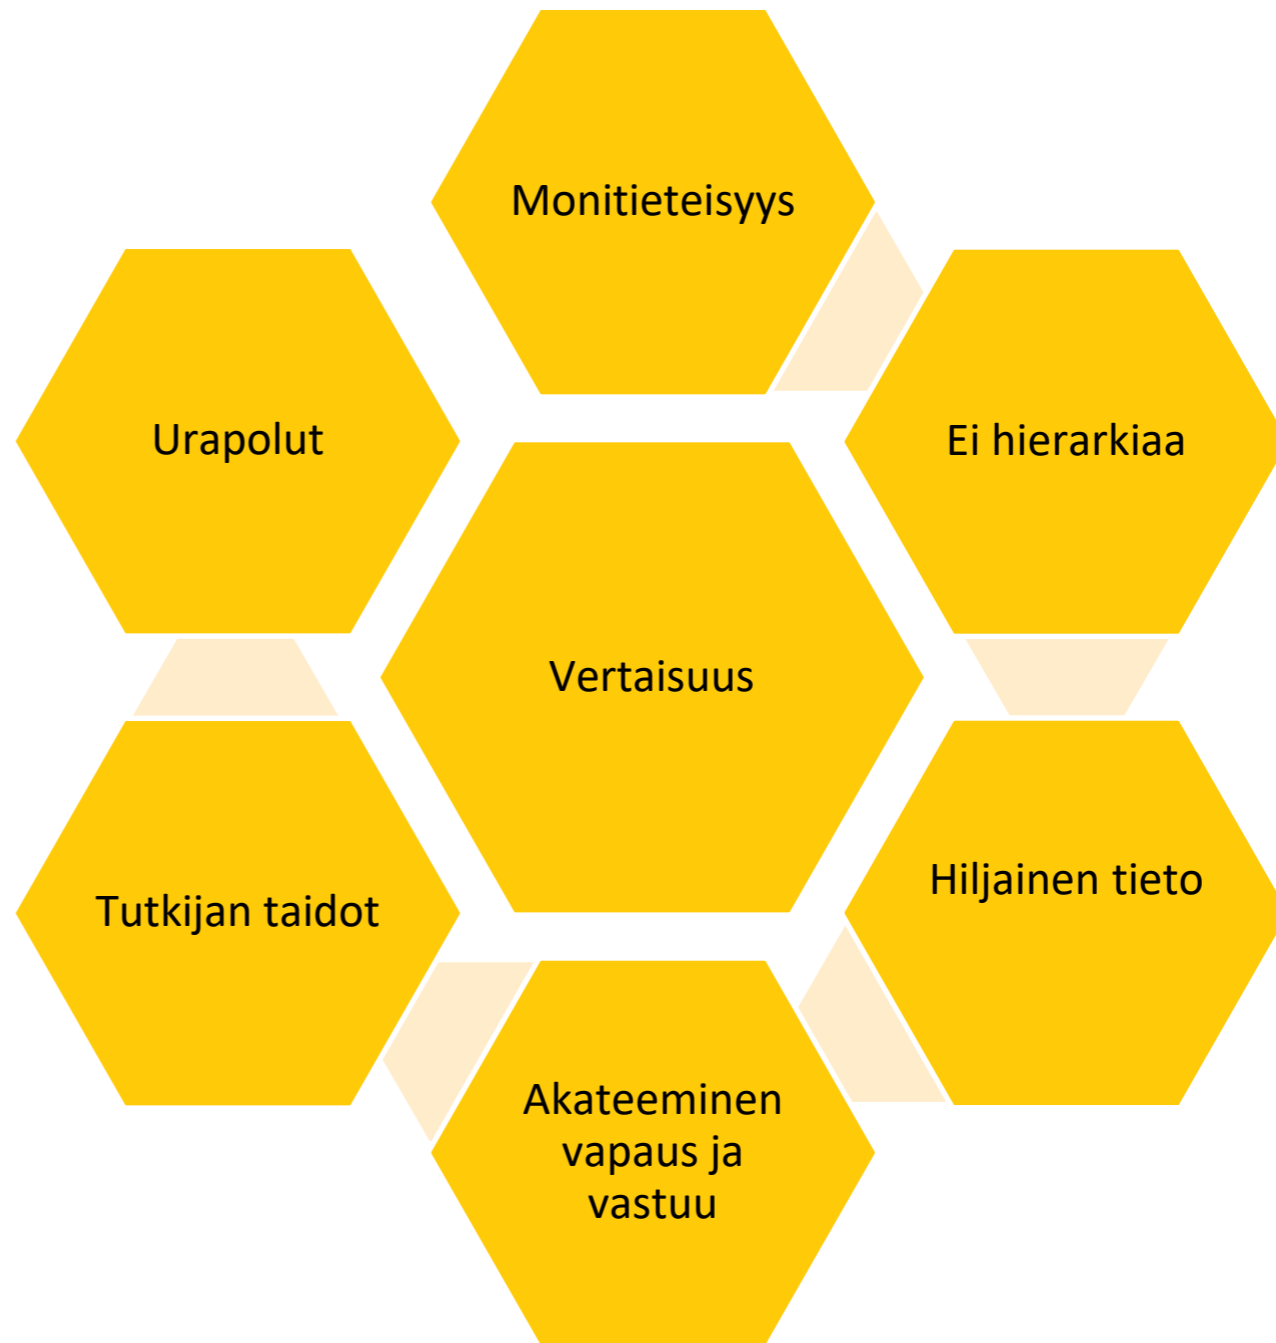 Monitieteisyys
Urapolut
Ei hierarkiaa
Vertaisuus
Tutkijan taidot
Hiljainen tieto
Akateeminen
vapaus ja
vastuu